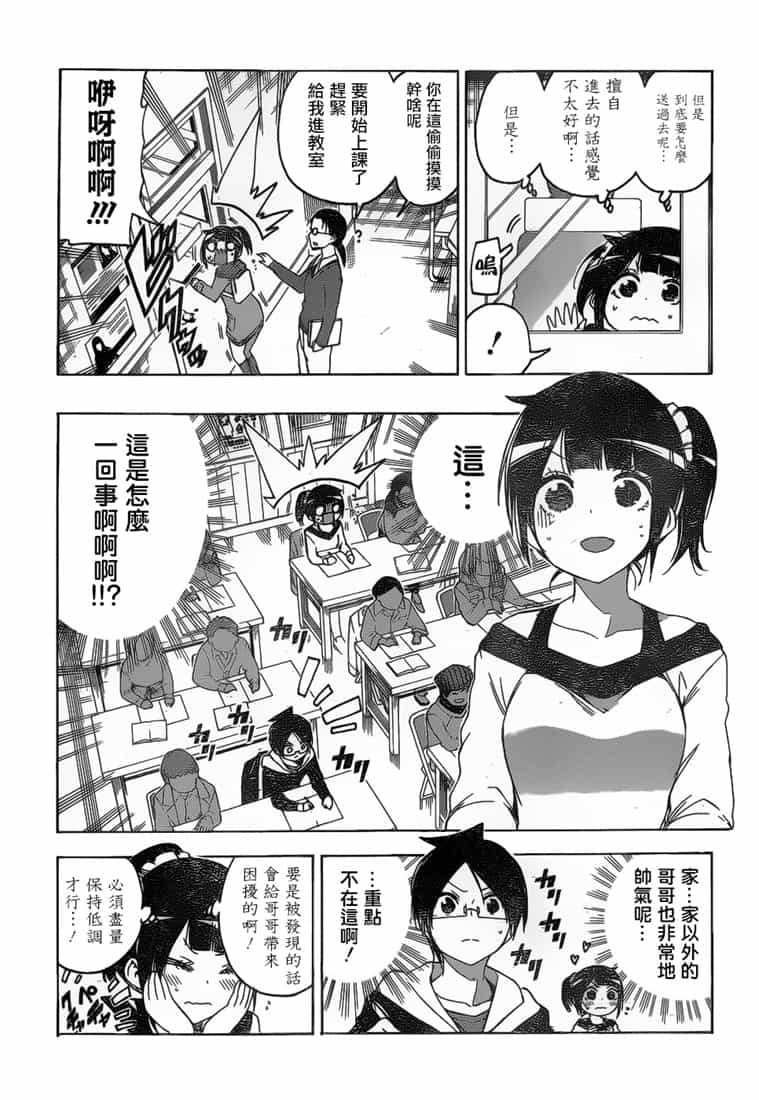 但是
到底要怎麼
送過去呢…
擅自
進去的話感覺
不太好啊…
但是…
嗚
！
你在這偷偷摸摸
幹啥呢
要開始上課了
趕緊
給我進教室
?
咿呀啊啊!!!
這…
這是怎麼
一回事啊啊啊!!?
カリ
カリ
カリ
カリ
家…家以外的
哥哥也非常地
帥氣呢…
…重點
不在這啊！
要是被發現的話
會給哥哥帶來
困擾的啊！
必須盡量
保持低調
才行…！